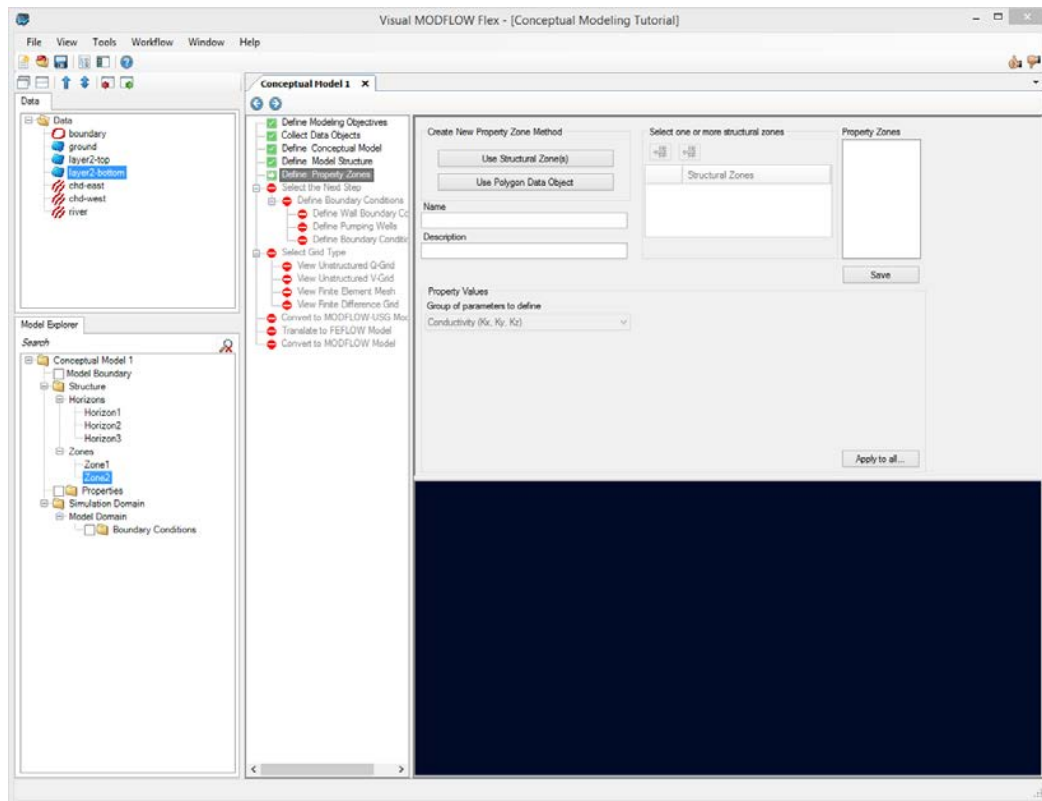 Visual MODFLOW Flex - [Conceptual Modeling Tutorial]
File View Tools Workflow Window Help
Conceptual Model 1
Data
Data
boundary
ground
layer2-top
layer2-bottom
chd-east
chd-west
river
Model Explorer
Search
Conceptual Model 1
Model Boundary
Structure
Horizons
Horizon1
Horizon2
Horizon3
Zones
Zone1
Zone2
Properties
Simulation Domain
Model Domain
Boundary Conditions
Define Modeling Objectives
Collect Data Objects
Define Conceptual Model
Define Model Structure
Define Property Zones
Select the Next Step
Define Boundary Conditions
Define Wall Boundary Co
Define Pumping Wells
Define Boundary Conditic
Select Grid Type
View Unstructured Q-Grid
View Unstructured V-Grid
View Finite Element Mesh
View Finite Difference Grid
Convert to MODFLOW-USG Moc
Translate to FEFLOW Model
Convert to MODFLOW Model
Create New Property Zone Method
Use Structural Zone(s)
Use Polygon Data Object
Name
Description
Select one or more structural zones
Structural Zones
Property Zones
Save
Property Values
Group of parameters to define
Conductivity (Kx, Ky, Kz)
Apply to all...